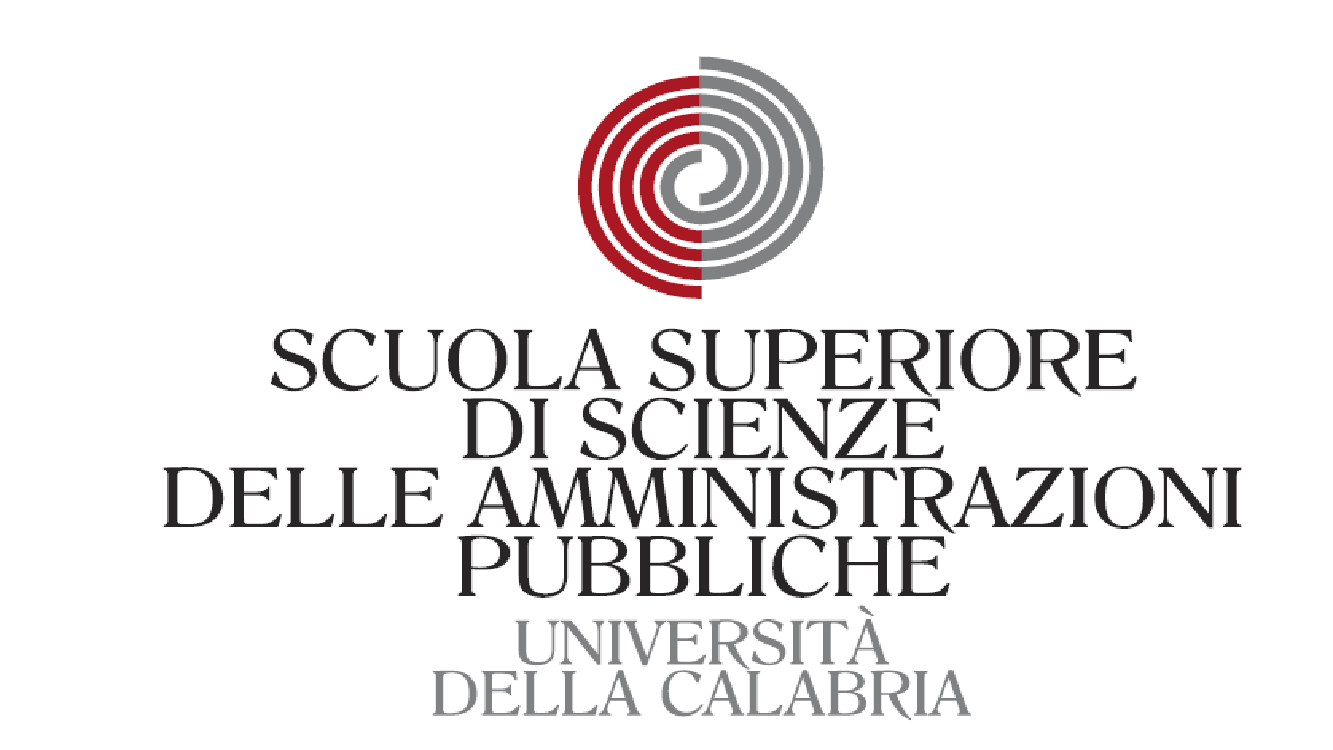 SCUOLA SUPERIORE
DI SCIENZE
DELLE AMMINISTRAZIONI
PUBBLICHE
UNIVERSITÀ
DELLA CALABRIA